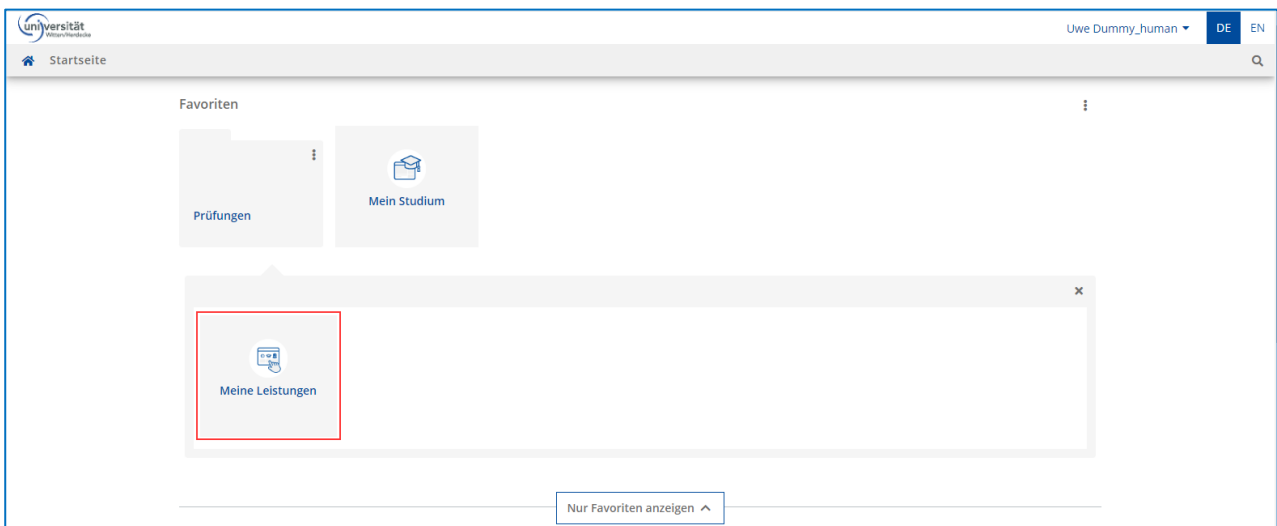 universität
Witten/Herdecke
Uwe Dummy_human
DE
EN
Startseite
Favoriten
Prüfungen
Mein Studium
Meine Leistungen
Nur Favoriten anzeigen